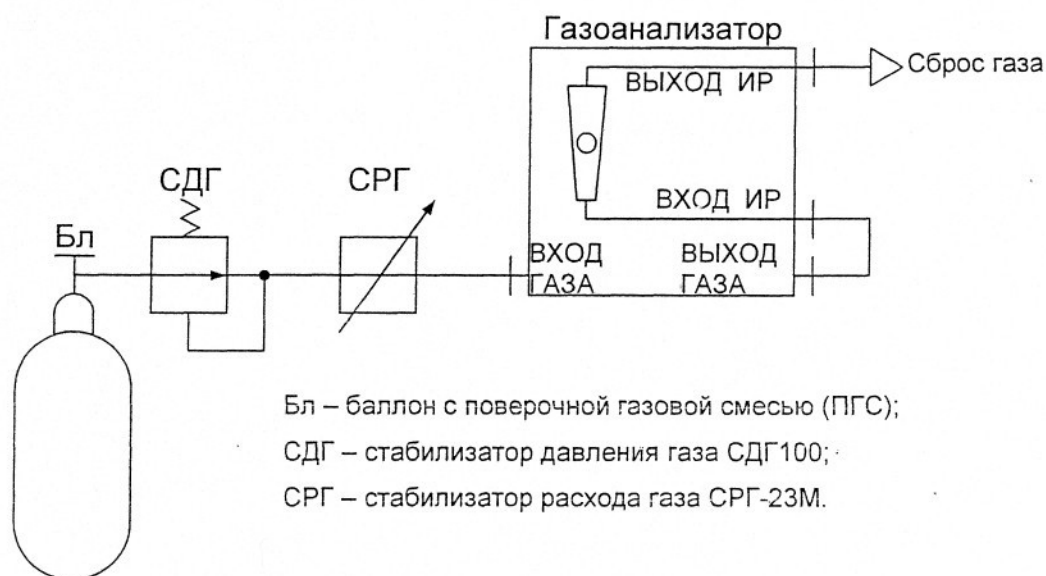 Газоанализатор
ВЫХОД ИР
Сброс газа
СДГ
СРГ
ВХОД ИР
Бл
ВХОД
ГАЗА
ВЫХОД
ГАЗА
Бл – баллон с поверочной газовой смесью (ПГС);
СДГ – стабилизатор давления газа СДГ100;
СРГ – стабилизатор расхода газа СРГ-23М.